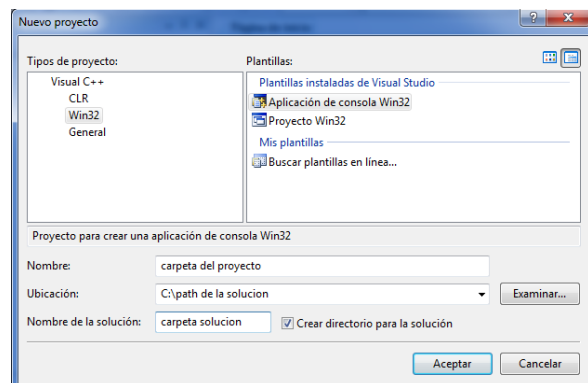 Nuevo proyecto
Tipos de proyecto:
Plantillas:
Visual C++
CLR
Win32
General
Plantillas instaladas de Visual Studio
Aplicación de consola Win32
Proyecto Win32
Mis plantillas
Buscar plantillas en línea...
Proyecto para crear una aplicación de consola Win32
Nombre: carpeta del proyecto
Ubicación: C:\path de la solucion Examinar...
Nombre de la solución: carpeta solucion Crear directorio para la solución
Aceptar Cancelar